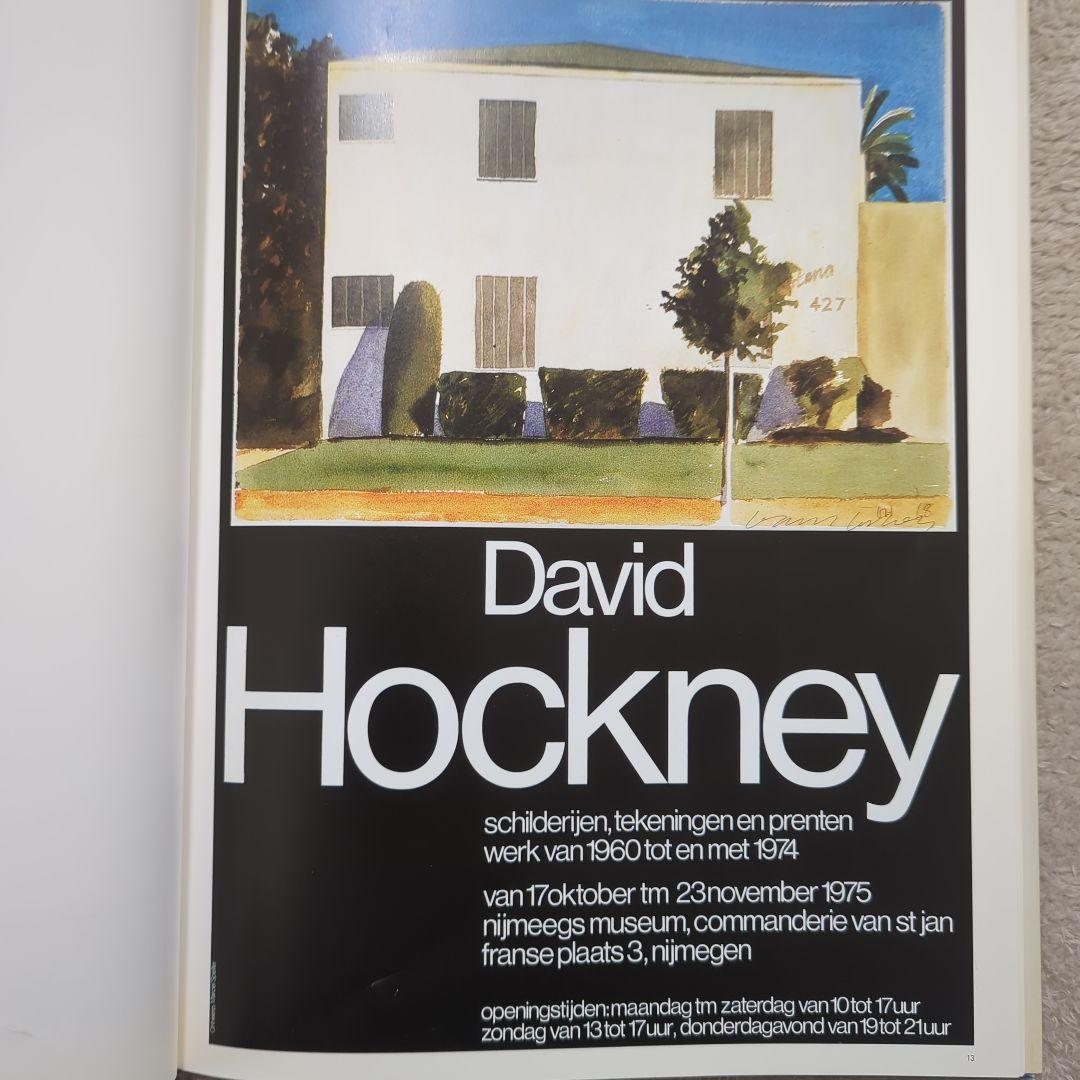 427
David
Hockney
schilderijen, tekeningen en prenten
werk van 1960 tot en met 1974
van 17 oktober tm 23 november 1975
nijmeegs museum, commanderie van st jan
franse plaats 3, nijmegen
openingstijden: maandag tm zaterdag van 10 tot 17 uur
zondag van 13 tot 17 uur, donderdagavond van 19 tot 21 uur
13